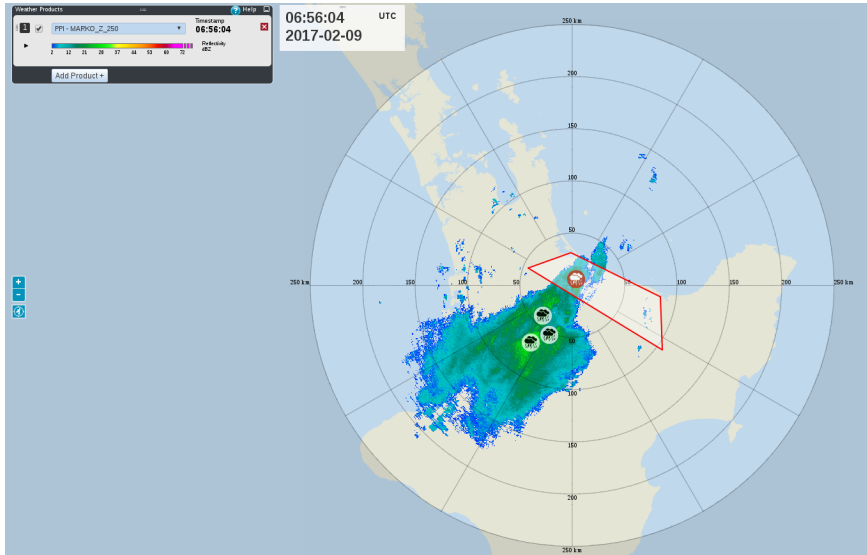 Weather Products
Help
1
PPI - MARKO_Z_250
Timestamp
06:56:04
2 12 21 28 37 44 53 60 72
Reflectivity
dBZ
Add Product +
06:56:04 UTC
2017-02-09
250 km
200
150
100
50
250 km 200 150 100 50 50 100 150 200 250 km
50
100
150
200
250 km
+
−